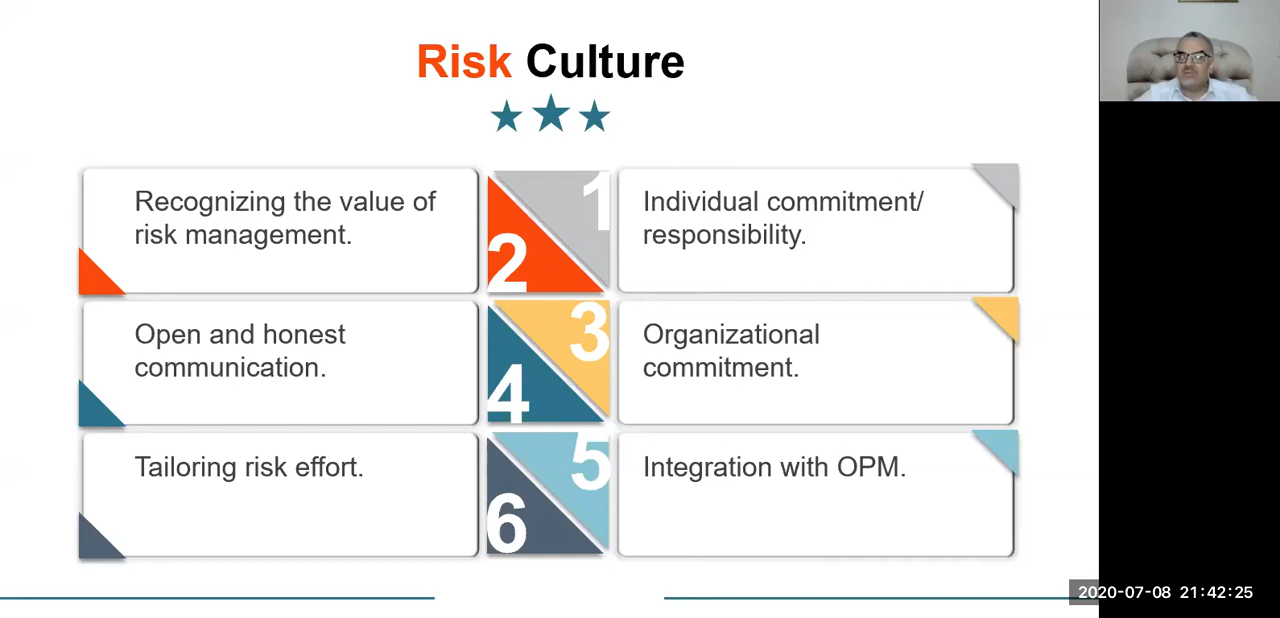 Risk Culture
Recognizing the value of
risk management.
1
2
Individual commitment/
responsibility.
Open and honest
communication.
3
4
Organizational
commitment.
Tailoring risk effort.
5
6
Integration with OPM.
2020-07-08 21:42:25